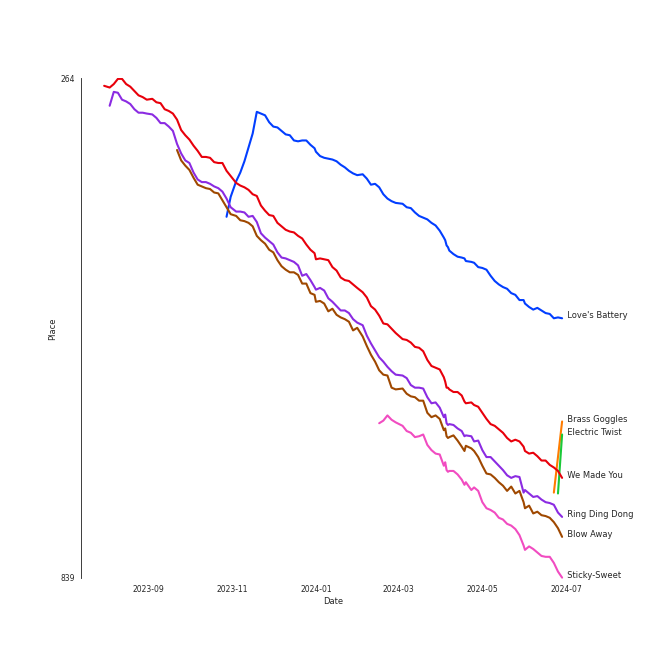 264
Place
Love's Battery
Brass Goggles
Electric Twist
We Made You
Ring Ding Dong
Blow Away
Sticky-Sweet
839
2023-09 2023-11 2024-01 2024-03 2024-05 2024-07
Date